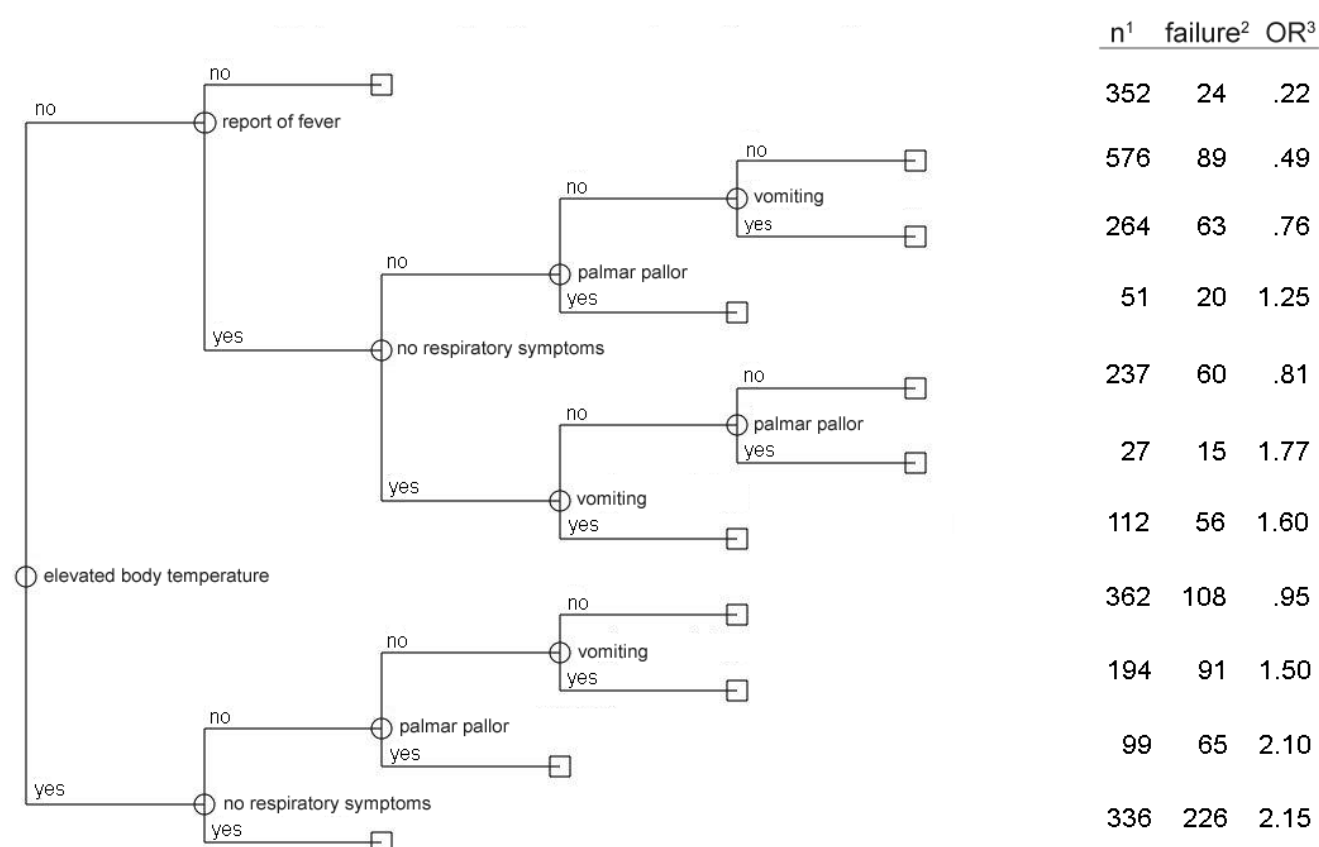 n¹ failure² OR³
no
352 24 .22
no
report of fever
no
576 89 .49
no
vomiting
yes
264 63 .76
no
palmar pallor
yes
51 20 1.25
yes
no respiratory symptoms
no
237 60 .81
no
palmar pallor
yes
27 15 1.77
yes
vomiting
yes
112 56 1.60
elevated body temperature
no
362 108 .95
no
vomiting
yes
194 91 1.50
no
palmar pallor
yes
99 65 2.10
yes
no respiratory symptoms
yes
336 226 2.15